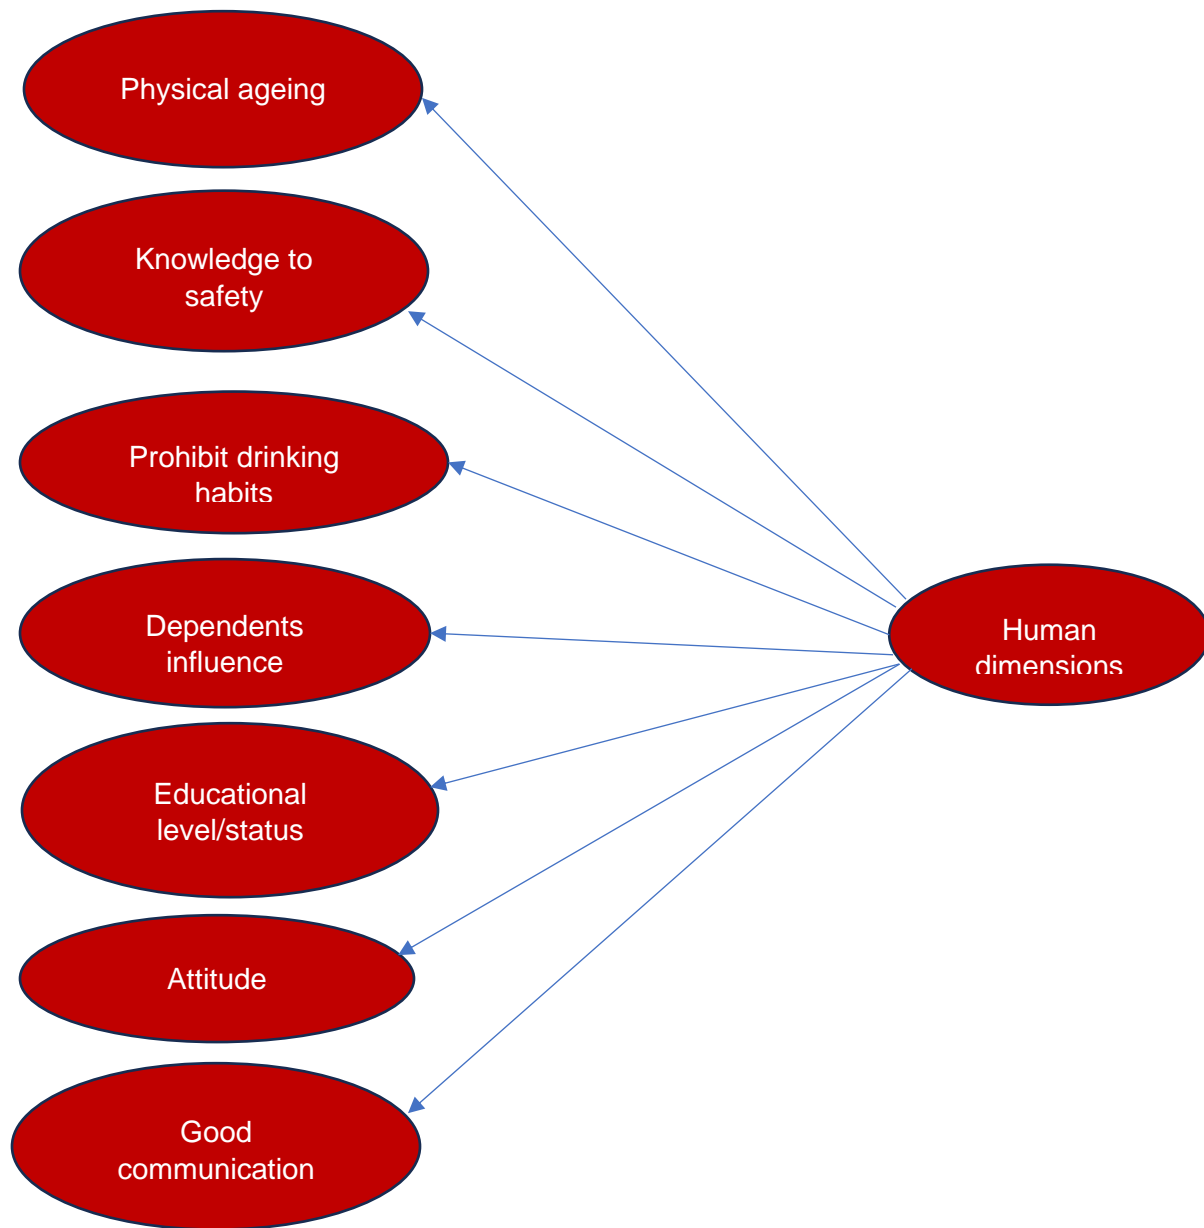 Physical ageing
Knowledge to
safety
Prohibit drinking
habits
Dependents
influence
Human
dimensions
Educational
level/status
Attitude
Good
communication